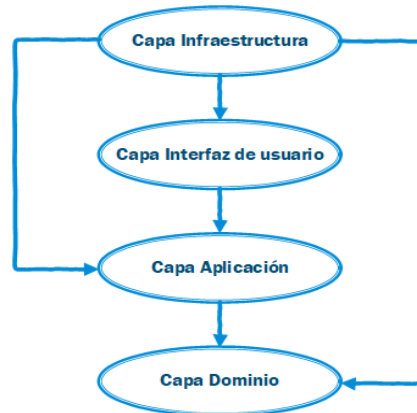 Capa Infraestructura
Capa Interfaz de usuario
Capa Aplicación
Capa Dominio